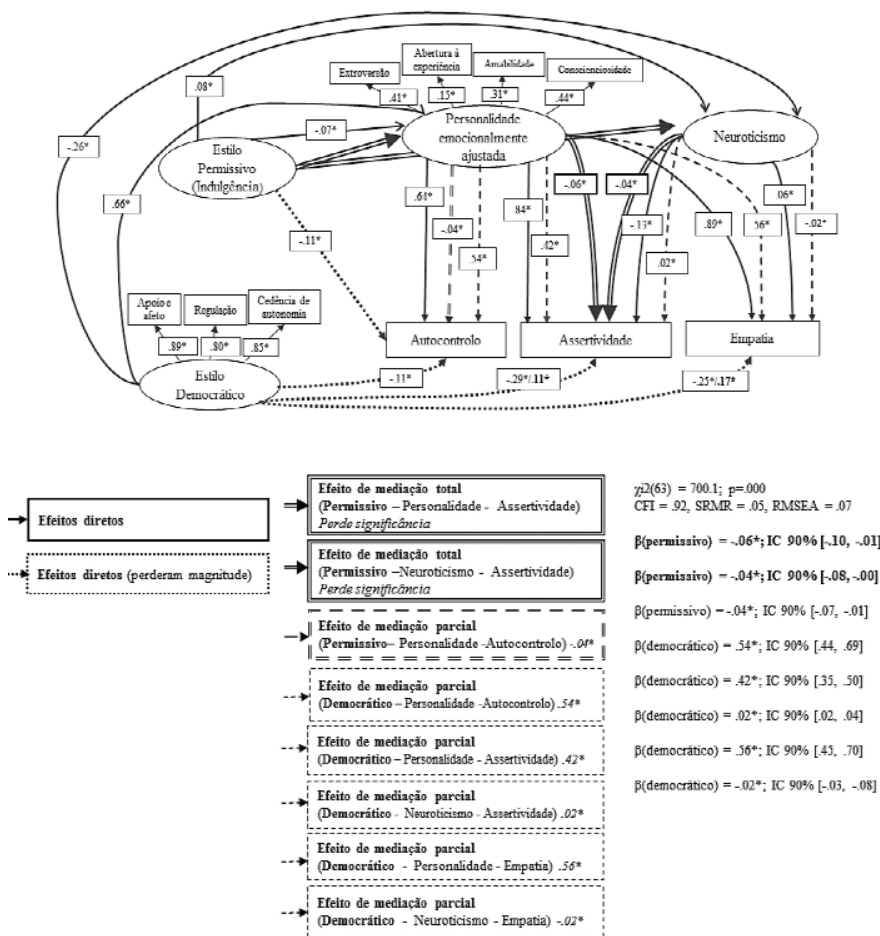 Abertura à
experiência
Amabilidade
Extroversão
Conscienciosidade
.08*
.41*
.15*
.31*
.44*
Personalidade
emocionalmente
ajustada
Neuroticismo
-.26*
-.07*
Estilo
Permissivo
(Indulgência)
.66*
.64*
-.04*
.54*
.84*
.42*
-.06*
-.04*
-.13*
.02*
.89*
.56*
.06*
-.02*
-.11*
Apoio e
afeto
Regulação
Cedência de
autonomia
.89*
.80*
.85*
Autocontrolo
Assertividade
Empatia
Estilo
Democrático
-.11*
-.29*/.11*
-.25*/.17*
Efeitos diretos
Efeitos diretos (perderam magnitude)
Efeito de mediação total
(Permissivo – Personalidade - Assertividade)
Perde significância
Efeito de mediação total
(Permissivo –Neuroticismo - Assertividade)
Perde significância
Efeito de mediação parcial
(Permissivo– Personalidade -Autocontrolo) -.04*
Efeito de mediação parcial
(Democrático – Personalidade -Autocontrolo) .54*
Efeito de mediação parcial
(Democrático – Personalidade - Assertividade) .42*
Efeito de mediação parcial
(Democrático - Neuroticismo - Assertividade) .02*
Efeito de mediação parcial
(Democrático - Personalidade - Empatia) .56*
Efeito de mediação parcial
(Democrático - Neuroticismo - Empatia) -.02*
χi2(63) = 700.1; p=.000
CFI = .92, SRMR = .05, RMSEA = .07
β(permissivo) = -.06*; IC 90% [-.10, -.01]
β(permissivo) = -.04*; IC 90% [-.08,-.00]
β(permissivo) = -.04*; IC 90% [-.07, -.01]
β(democrático) = .54*; IC 90% [.44, .69]
β(democrático) = .42*; IC 90% [.35, .50]
β(democrático) = .02*; IC 90% [.02, .04]
β(democrático) = .56*; IC 90% [.45, .70]
β(democrático) = -.02*; IC 90% [-.03, -.08]